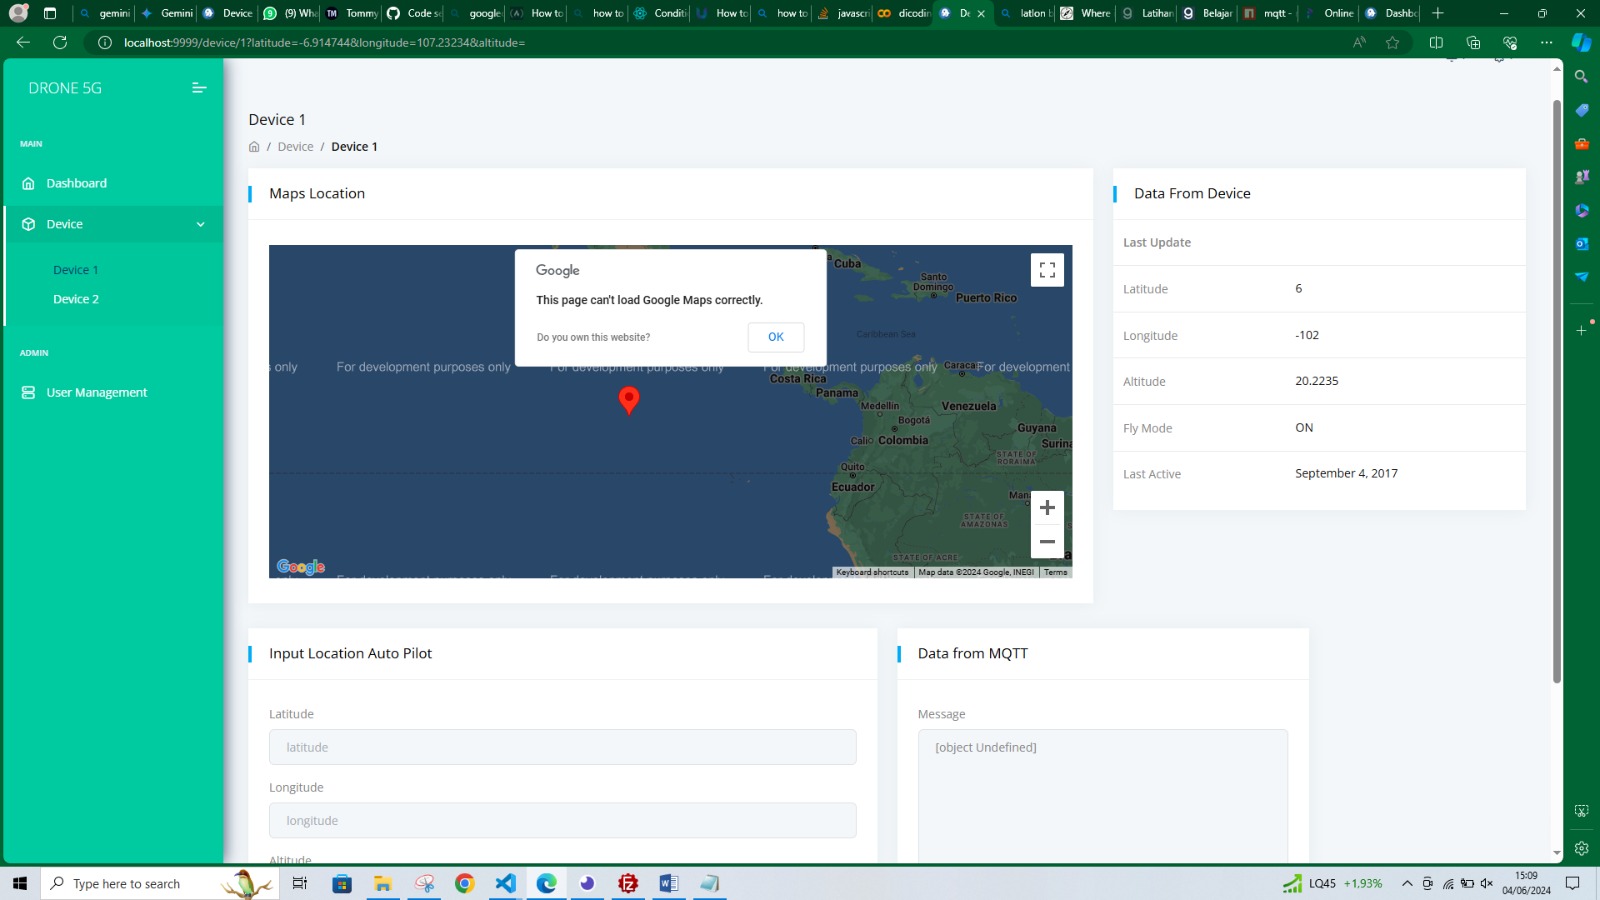 gemini
Gemini
Device
(9) Wha
Tommy
Code se
google
How to
how to
Conditi
How to
how to
javascri
dicodin
De
latlon b
Where
Latihan
Belajar
mqtt -
Online
Dashbo
localhost:9999/device/1?latitude=-6.914744&longitude=107.23234&altitude=
DRONE 5G
MAIN
Dashboard
Device
Device 1
Device 2
ADMIN
User Management
Device 1
/ Device / Device 1
Maps Location
Google
This page can't load Google Maps correctly.
Do you own this website?
OK
Cuba
Santo
Domingo
Puerto Rico
Caribbean Sea
s only
For development purposes only
For development purposes only
For development purposes only
For development
Caracas
Costa Rica
Panama
Medellín
Venezuela
Bogotá
Guyana
Cali
Colombia
Surin
STATE OF
RORAIMA
Quito
Ecuador
Mana
STATE OF
AMAZONAS
STATE OF ACRE
Google
Keyboard shortcuts
Map data ©2024 Google, INEGI
Terms
Data From Device
Last Update
Latitude 6
Longitude -102
Altitude 20.2235
Fly Mode ON
Last Active September 4, 2017
Input Location Auto Pilot
Latitude
latitude
Longitude
longitude
Altitude
Data from MQTT
Message
[object Undefined]
Type here to search
LQ45 +1,93%
15:09
04/06/2024